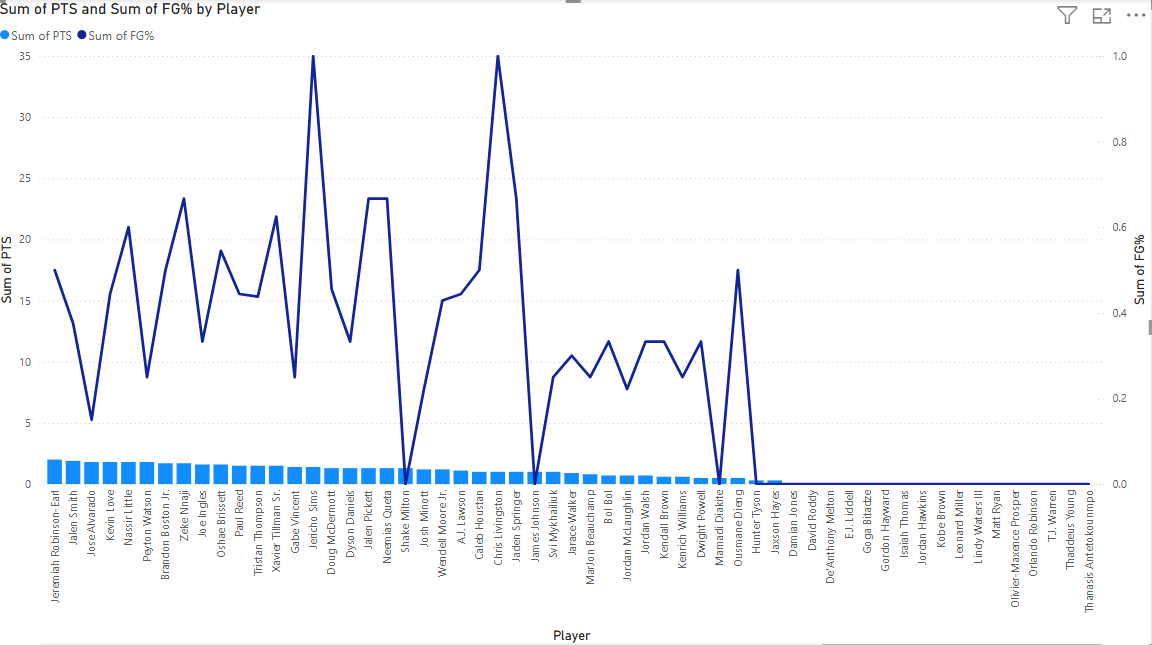 Sum of PTS and Sum of FG% by Player
Sum of PTS
Sum of FG%
35
30
25
20
15
10
5
0
Sum of PTS
1.0
0.8
0.6
0.4
0.2
0.0
Sum of FG%
Jeremiah Robinson-Earl
Jalen Smith
Jose Alvarado
Kevin Love
Nassir Little
Peyton Watson
Brandon Boston Jr.
Zeke Nnaji
Joe Ingles
Oshae Brissett
Paul Reed
Tristan Thompson
Xavier Tillman Sr.
Gabe Vincent
Jericho Sims
Doug McDermott
Dyson Daniels
Jalen Pickett
Neemias Queta
Shake Milton
Josh Minott
Wendell Moore Jr.
A.J. Lawson
Caleb Houstan
Chris Livingston
Jaden Springer
James Johnson
Svi Mykhailiuk
Jarace Walker
MarJon Beauchamp
Bol Bol
Jordan McLaughlin
Jordan Walsh
Kendall Brown
Kenrich Williams
Dwight Powell
Mamadi Diakite
Ousmane Dieng
Hunter Tyson
Jaxson Hayes
Damian Jones
David Roddy
De'Anthony Melton
E.J. Liddell
Goga Bitadze
Gordon Hayward
Isaiah Thomas
Jordan Hawkins
Kobe Brown
Leonard Miller
Lindy Waters III
Matt Ryan
Olivier-Maxence Prosper
Orlando Robinson
T.J. Warren
Thaddeus Young
Thanasis Antetokounmpo
Player